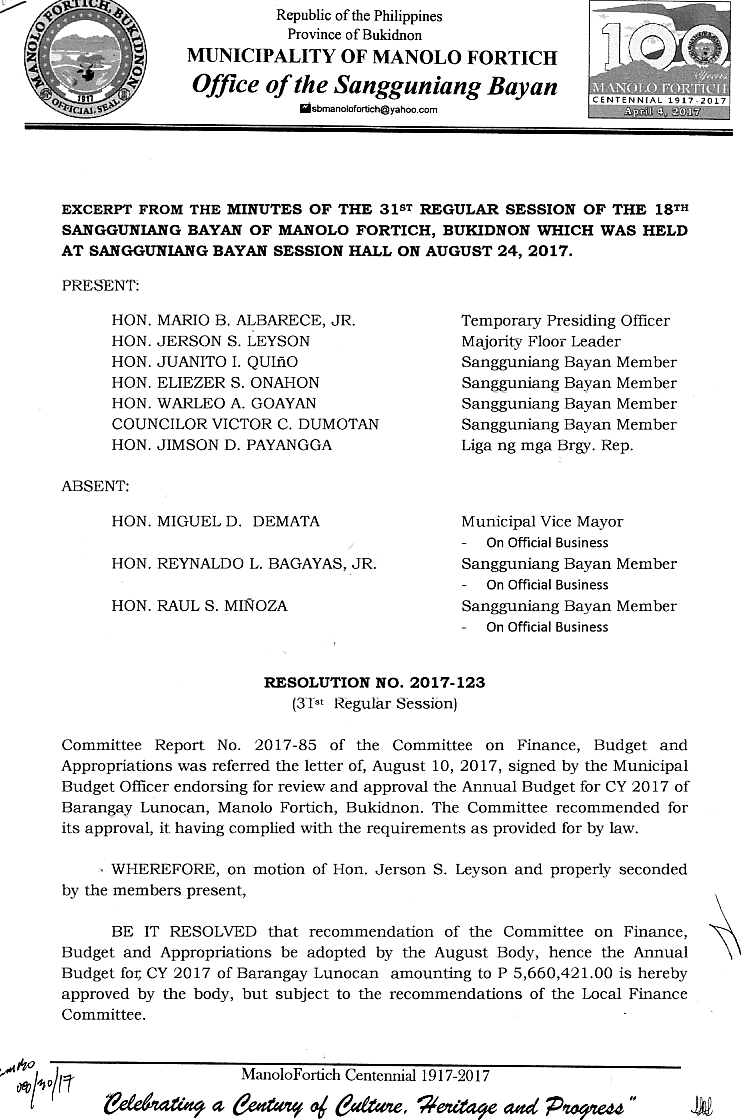 MANOLO FORTICH, BUKIDNON
1917
OFFICIAL SEAL
Republic of the Philippines
Province of Bukidnon
MUNICIPALITY OF MANOLO FORTICH
Office of the Sangguniang Bayan
sbmanolofortich@yahoo.com
100
Years
MANOLO FORTICH
CENTENNIAL 1917-2017
April 4, 2017
EXCERPT FROM THE MINUTES OF THE 31ST REGULAR SESSION OF THE 18TH
SANGGUNIANG BAYAN OF MANOLO FORTICH, BUKIDNON WHICH WAS HELD
AT SANGGUNIANG BAYAN SESSION HALL ON AUGUST 24, 2017.
PRESENT:
HON. MARIO B. ALBARECE, JR. Temporary Presiding Officer
HON. JERSON S. LEYSON Majority Floor Leader
HON. JUANITO I. QUIñO Sangguniang Bayan Member
HON. ELIEZER S. ONAHON Sangguniang Bayan Member
HON. WARLEO A. GOAYAN Sangguniang Bayan Member
COUNCILOR VICTOR C. DUMOTAN Sangguniang Bayan Member
HON. JIMSON D. PAYANGGA Liga ng mga Brgy. Rep.
ABSENT:
HON. MIGUEL D. DEMATA Municipal Vice Mayor
- On Official Business
HON. REYNALDO L. BAGAYAS, JR. Sangguniang Bayan Member
- On Official Business
HON. RAUL S. MIÑOZA Sangguniang Bayan Member
- On Official Business
RESOLUTION NO. 2017-123
(31st Regular Session)
Committee Report No. 2017-85 of the Committee on Finance, Budget and
Appropriations was referred the letter of, August 10, 2017, signed by the Municipal
Budget Officer endorsing for review and approval the Annual Budget for CY 2017 of
Barangay Lunocan, Manolo Fortich, Bukidnon. The Committee recommended for
its approval, it having complied with the requirements as provided for by law.
WHEREFORE, on motion of Hon. Jerson S. Leyson and properly seconded
by the members present,
BE IT RESOLVED that recommendation of the Committee on Finance,
Budget and Appropriations be adopted by the August Body, hence the Annual
Budget for, CY 2017 of Barangay Lunocan amounting to P 5,660,421.00 is hereby
approved by the body, but subject to the recommendations of the Local Finance
Committee.
ManoloFortich Centennial 1917-2017
"Celebrating a Century of Culture, Heritage and Progress"